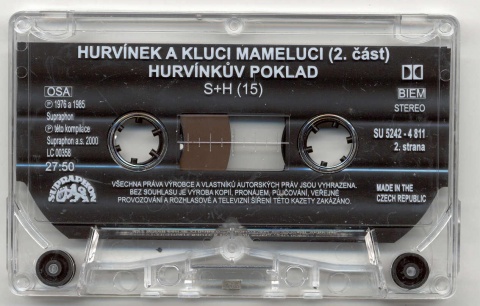 HURVÍNEK A KLUCI MAMELUCI (2. část)
HURVÍNKŮV POKLAD
S+H (15)
OSA
℗ 1976 a 1985
Supraphon
℗ této kompilůce
Supraphon a.s. 2000
LC 00358
27:50
SUPRAPHON
BIEM
STEREO
SU 5242 - 4 811
2. strana
VŠECHNA PRÁVA VÝROBCE A VLASTNÍKŮ AUTORSKÝCH PRÁV JSOU VYHRAZENA.
BEZ SOUHLASU JE VÝROBA KOPIÍ, PRONÁJEM, PŮJČOVÁNÍ, VEŘEJNÉ
PROVOZOVÁNÍ A ROZHLASOVÉ A TELEVIZNÍ ŠÍŘENÍ TÉTO KAZETY ZAKÁZÁNO.
MADE IN THE
CZECH REPUBLIC